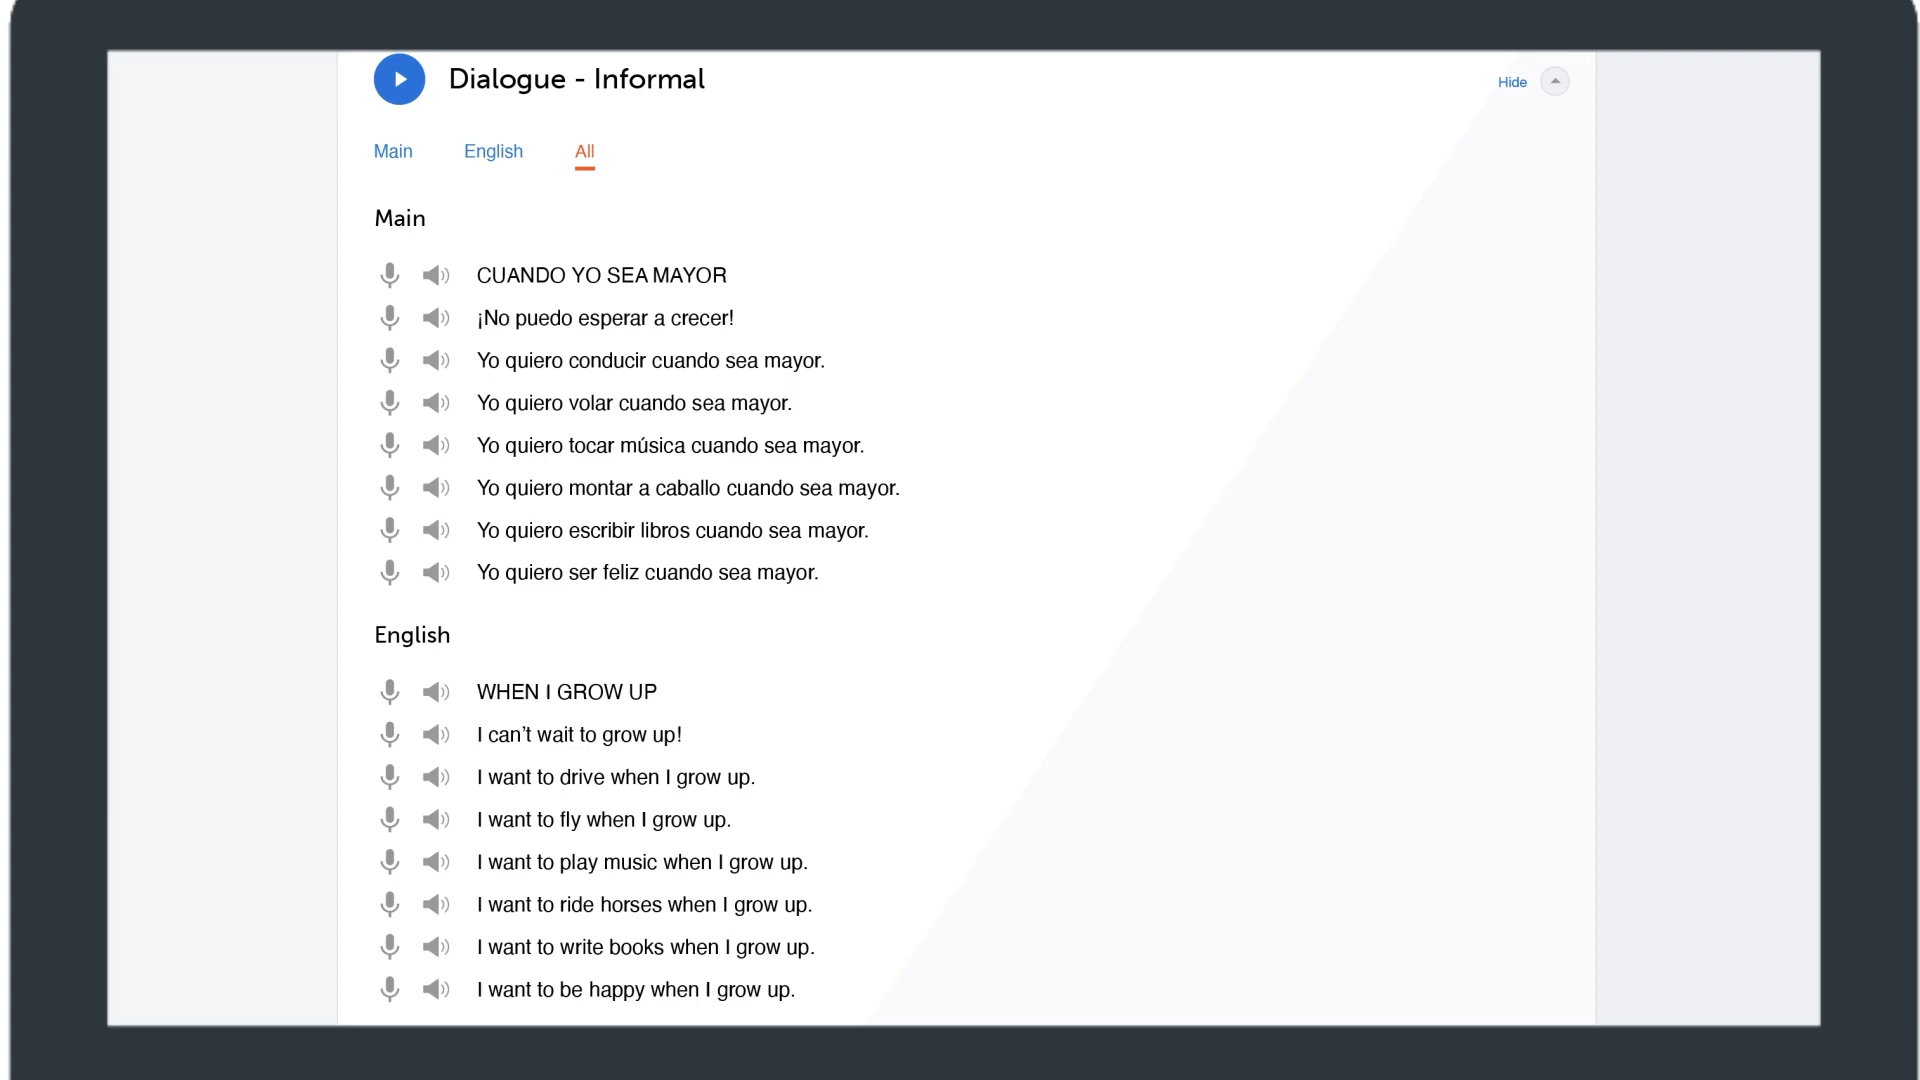 Dialogue - Informal
Hide
Main English All
Main
CUANDO YO SEA MAYOR
¡No puedo esperar a crecer!
Yo quiero conducir cuando sea mayor.
Yo quiero volar cuando sea mayor.
Yo quiero tocar música cuando sea mayor.
Yo quiero montar a caballo cuando sea mayor.
Yo quiero escribir libros cuando sea mayor.
Yo quiero ser feliz cuando sea mayor.
English
WHEN I GROW UP
I can’t wait to grow up!
I want to drive when I grow up.
I want to fly when I grow up.
I want to play music when I grow up.
I want to ride horses when I grow up.
I want to write books when I grow up.
I want to be happy when I grow up.